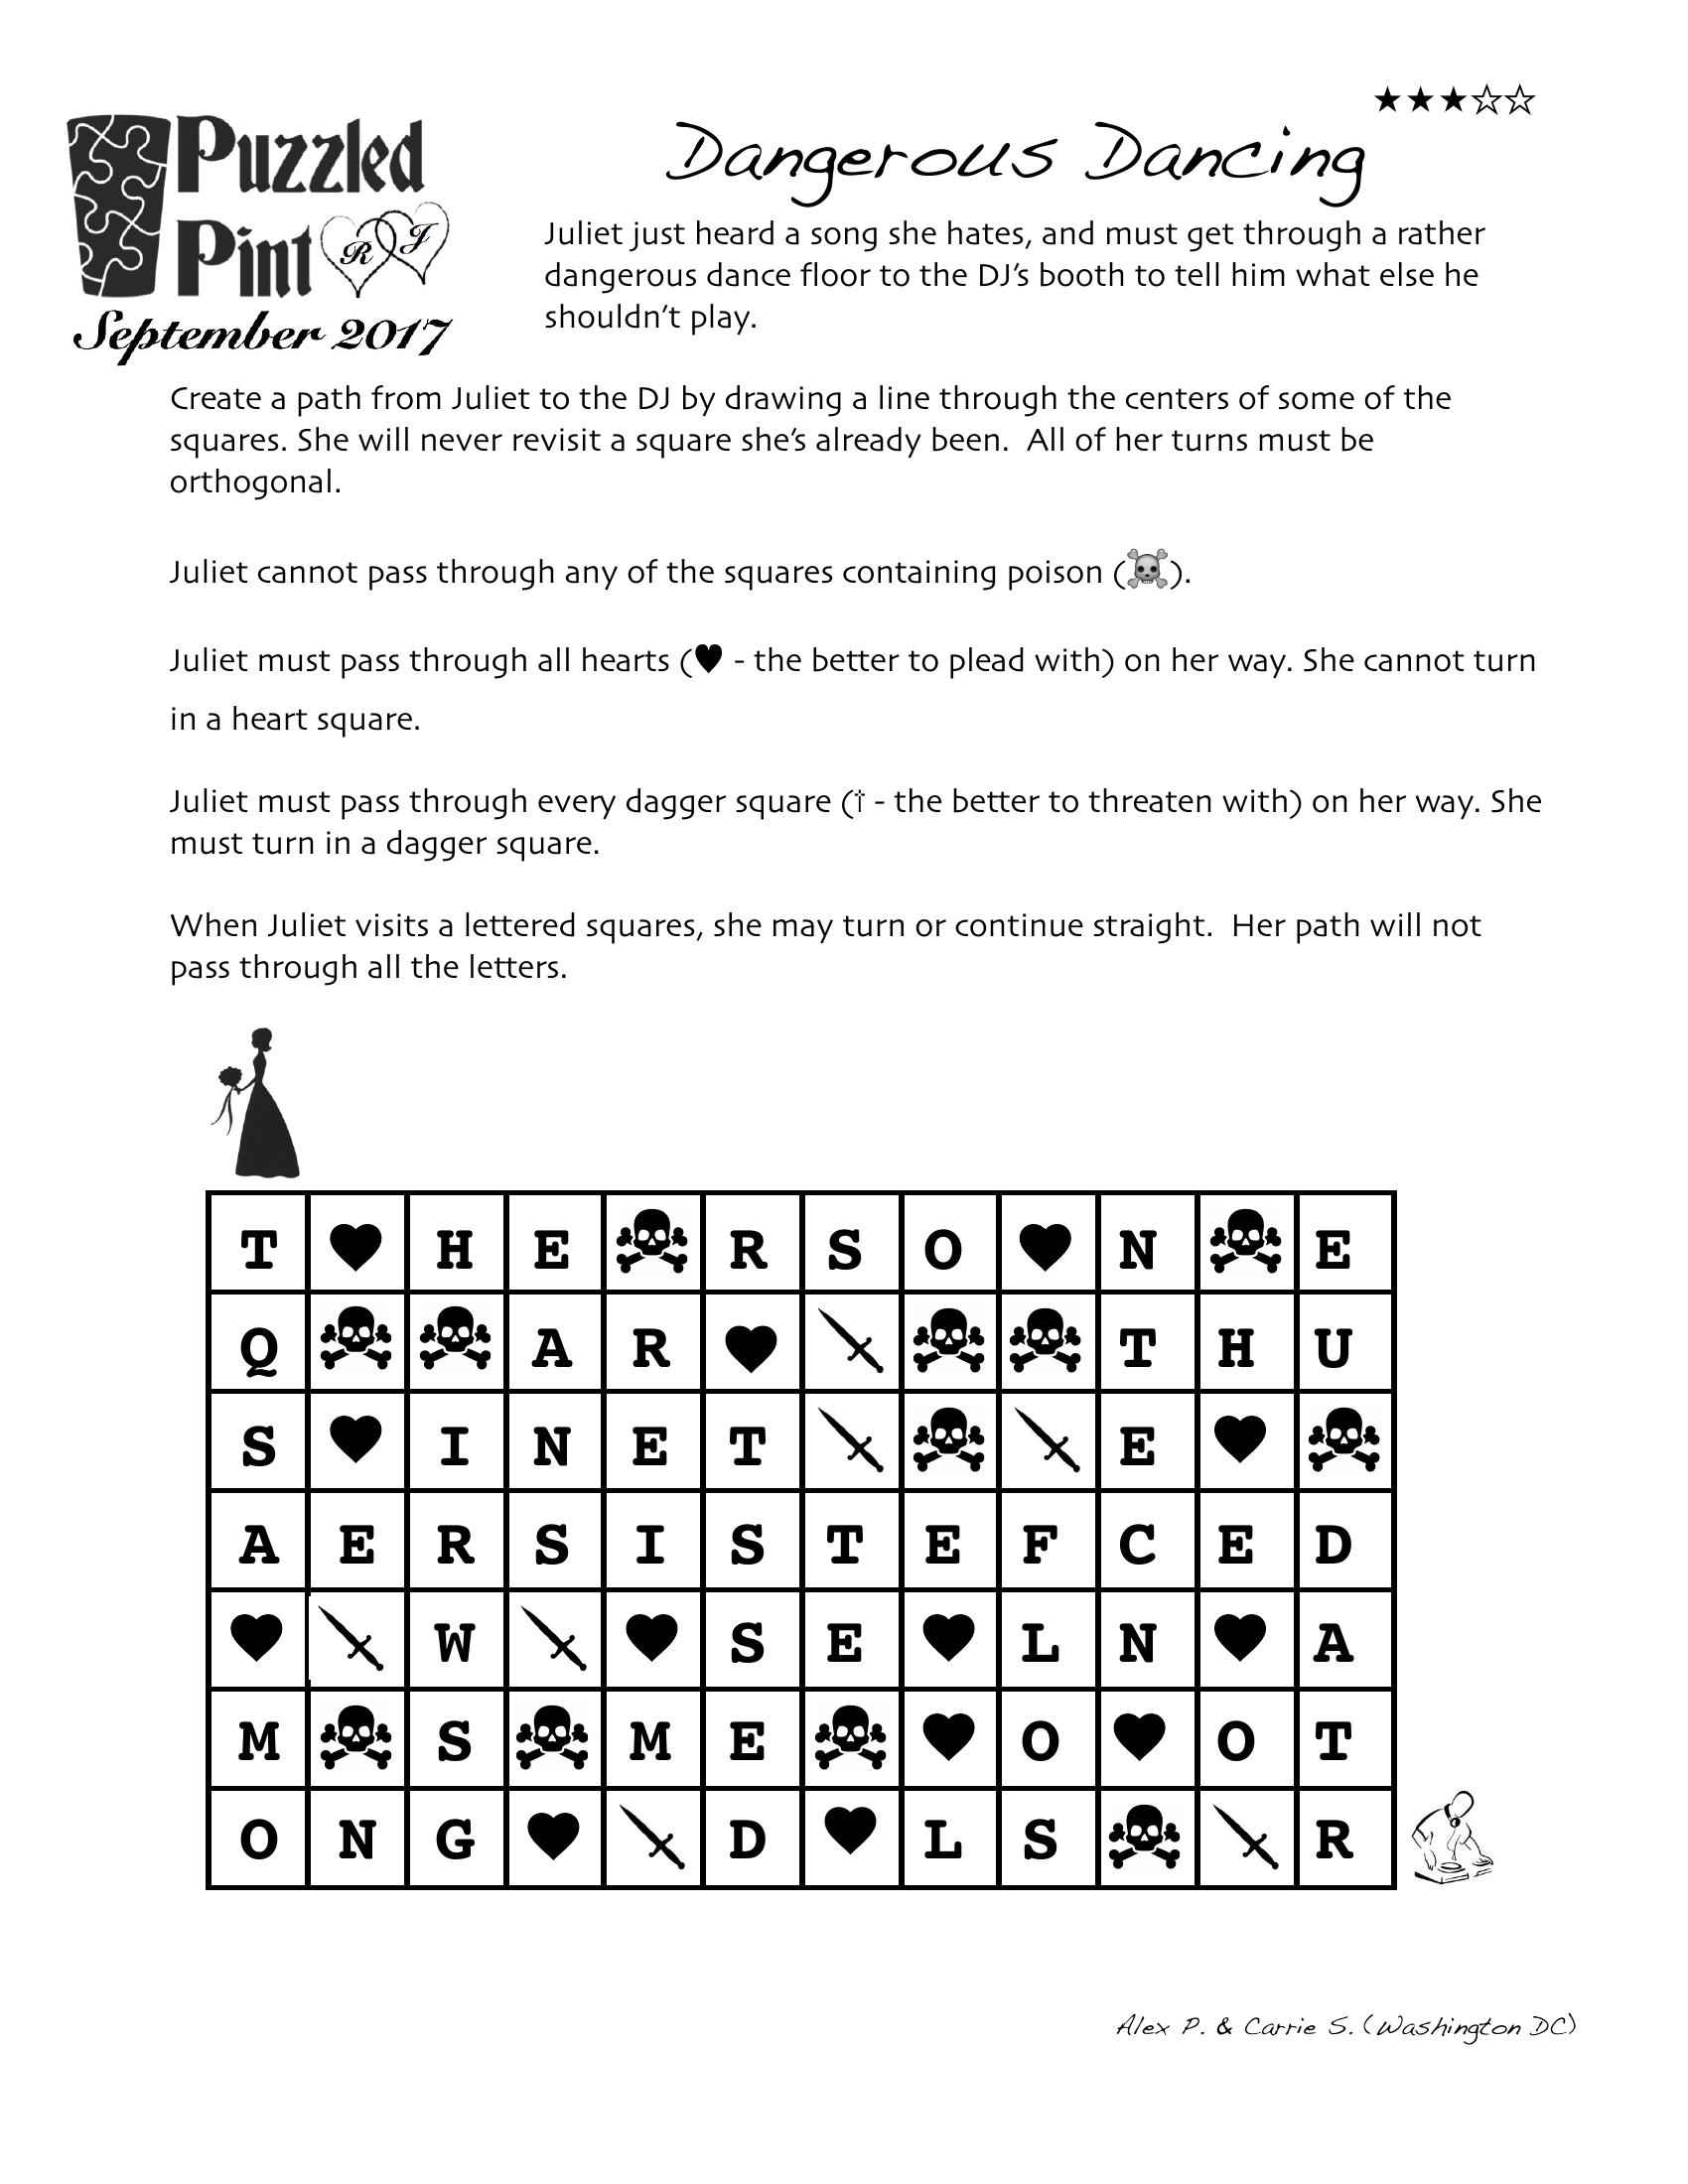 ★★★☆☆
Puzzled
Pint
R J
September 2017
Dangerous Dancing
Juliet just heard a song she hates, and must get through a rather
dangerous dance floor to the DJ’s booth to tell him what else he
shouldn’t play.
Create a path from Juliet to the DJ by drawing a line through the centers of some of the
squares. She will never revisit a square she’s already been.  All of her turns must be
orthogonal.
Juliet cannot pass through any of the squares containing poison (☠).
Juliet must pass through all hearts (♥ - the better to plead with) on her way. She cannot turn
in a heart square.
Juliet must pass through every dagger square († - the better to threaten with) on her way. She
must turn in a dagger square.
When Juliet visits a lettered squares, she may turn or continue straight.  Her path will not
pass through all the letters.
T ♥ H E ☠ R S O ♥ N ☠ E
Q ☠ ☠ A R ♥ 🗡 ☠ ☠ T H U
S ♥ I N E T 🗡 ☠ 🗡 E ♥ ☠
A E R S I S T E F C E D
♥ 🗡 W 🗡 ♥ S E ♥ L N ♥ A
M ☠ S ☠ M E ☠ ♥ O ♥ O T
O N G ♥ 🗡 D ♥ L S ☠ 🗡 R
Alex P. & Carrie S. (Washington DC)